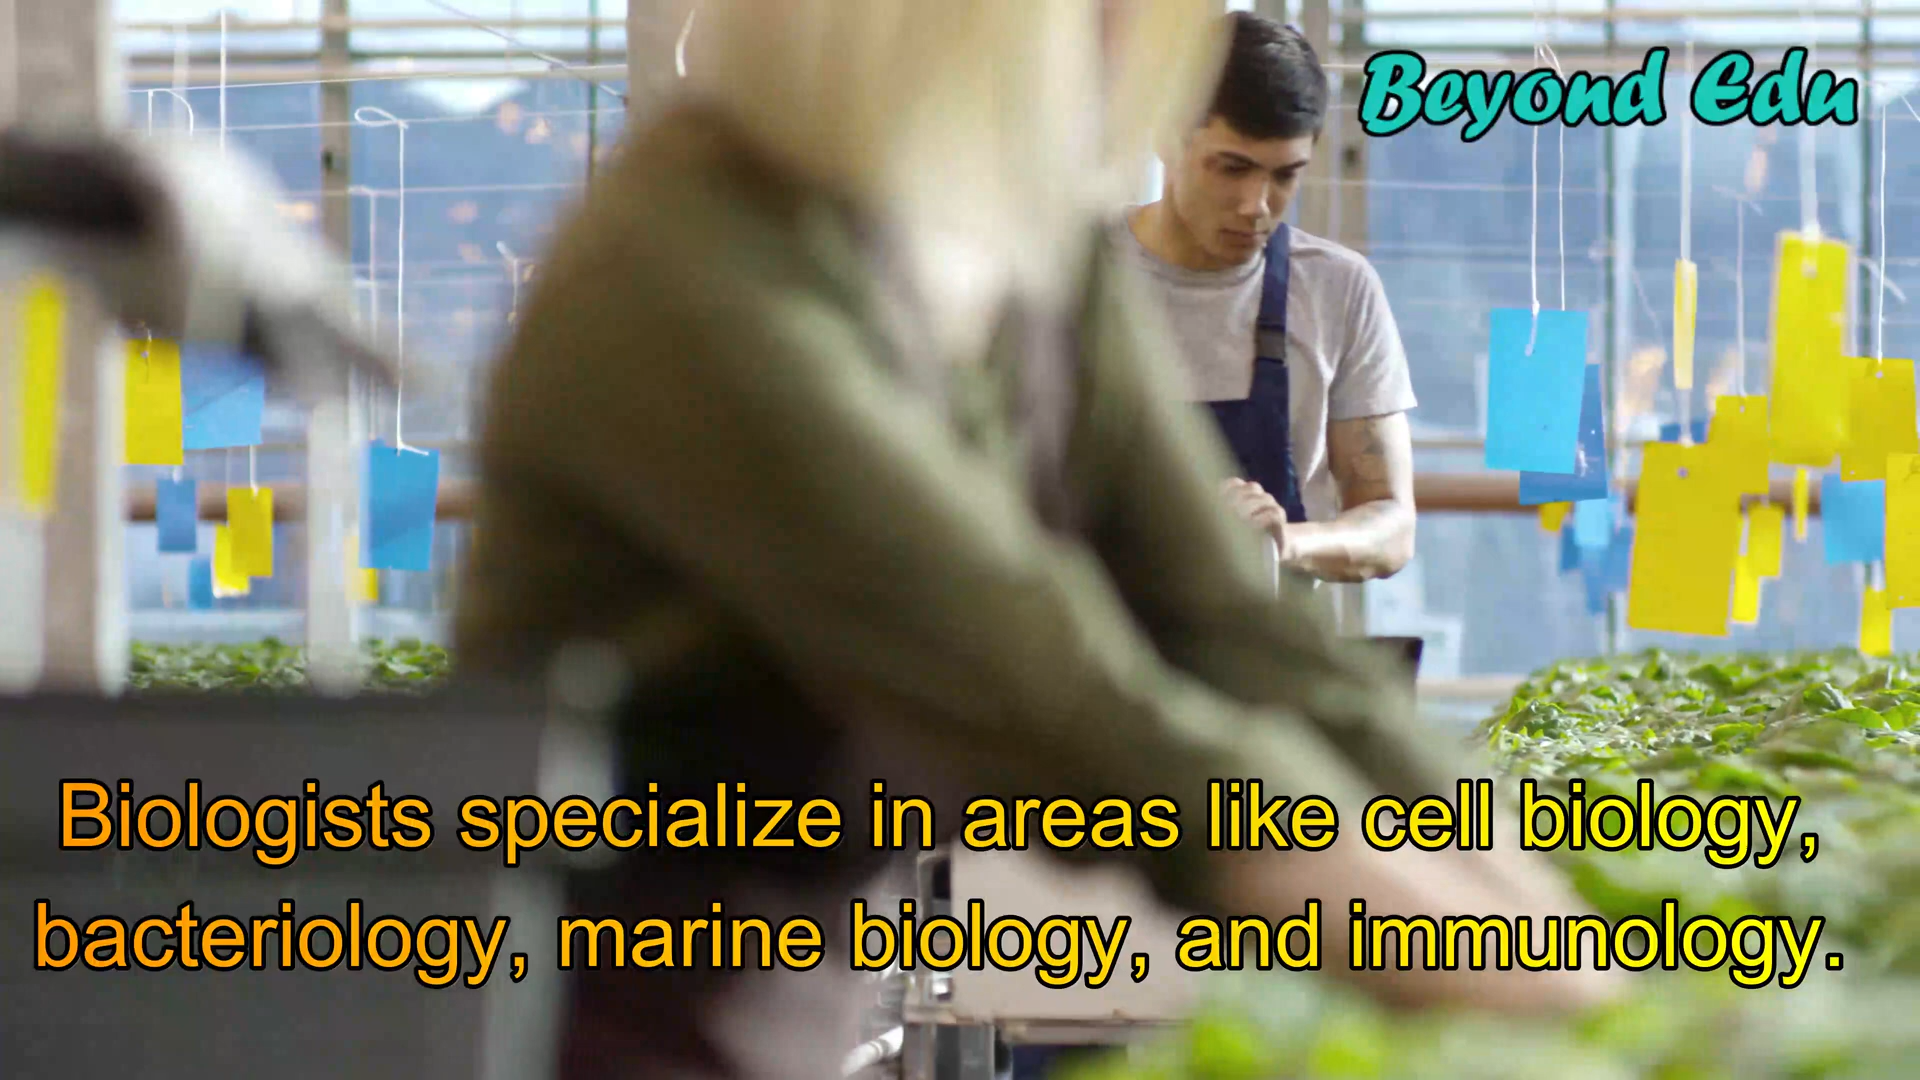 Beyond Edu
Biologists specialize in areas like cell biology,
bacteriology, marine biology, and immunology.